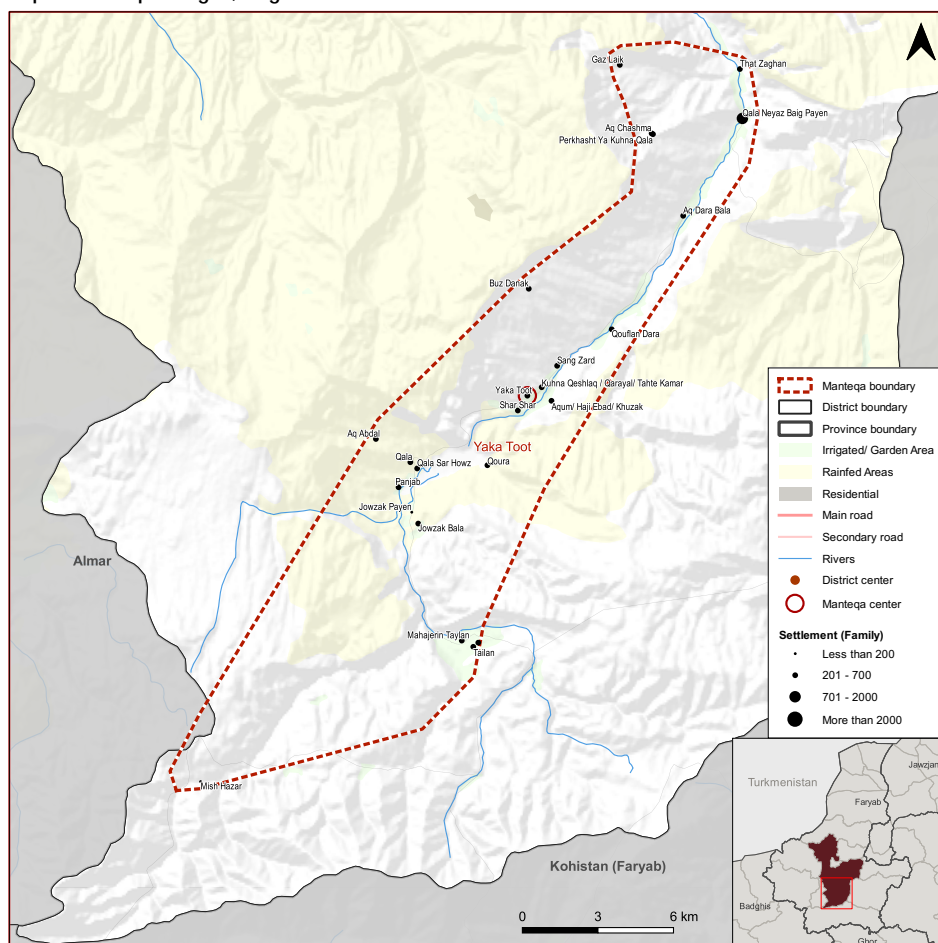 Gaz Laik
That Zaghan
Qala Neyaz Baig Payen
Aq Chashma
Perkhasht Ya Kuhna Qala
Aq Dara Bala
Buz Danak
Qouflan Dara
Sang Zard
Kuhna Qeshlaq / Qarayal/ Tahte Kamar
Yaka Toot
Aqum/ Haji Ebad/ Khuzak
Shar Shar
Aq Abdal
Yaka Toot
Qala
Qala Sar Howz
Qoura
Panjab
Jowzak Payen
Jowzak Bala
Almar
Mahajerin Taylan
Tailan
Mish Hazar
Kohistan (Faryab)
Manteqa boundary
District boundary
Province boundary
Irrigated/ Garden Area
Rainfed Areas
Residential
Main road
Secondary road
Rivers
District center
Manteqa center
Settlement (Family)
Less than 200
201 - 700
701 - 2000
More than 2000
Turkmenistan
Jawzjan
Faryab
Badghis
Ghor
0 3 6 km